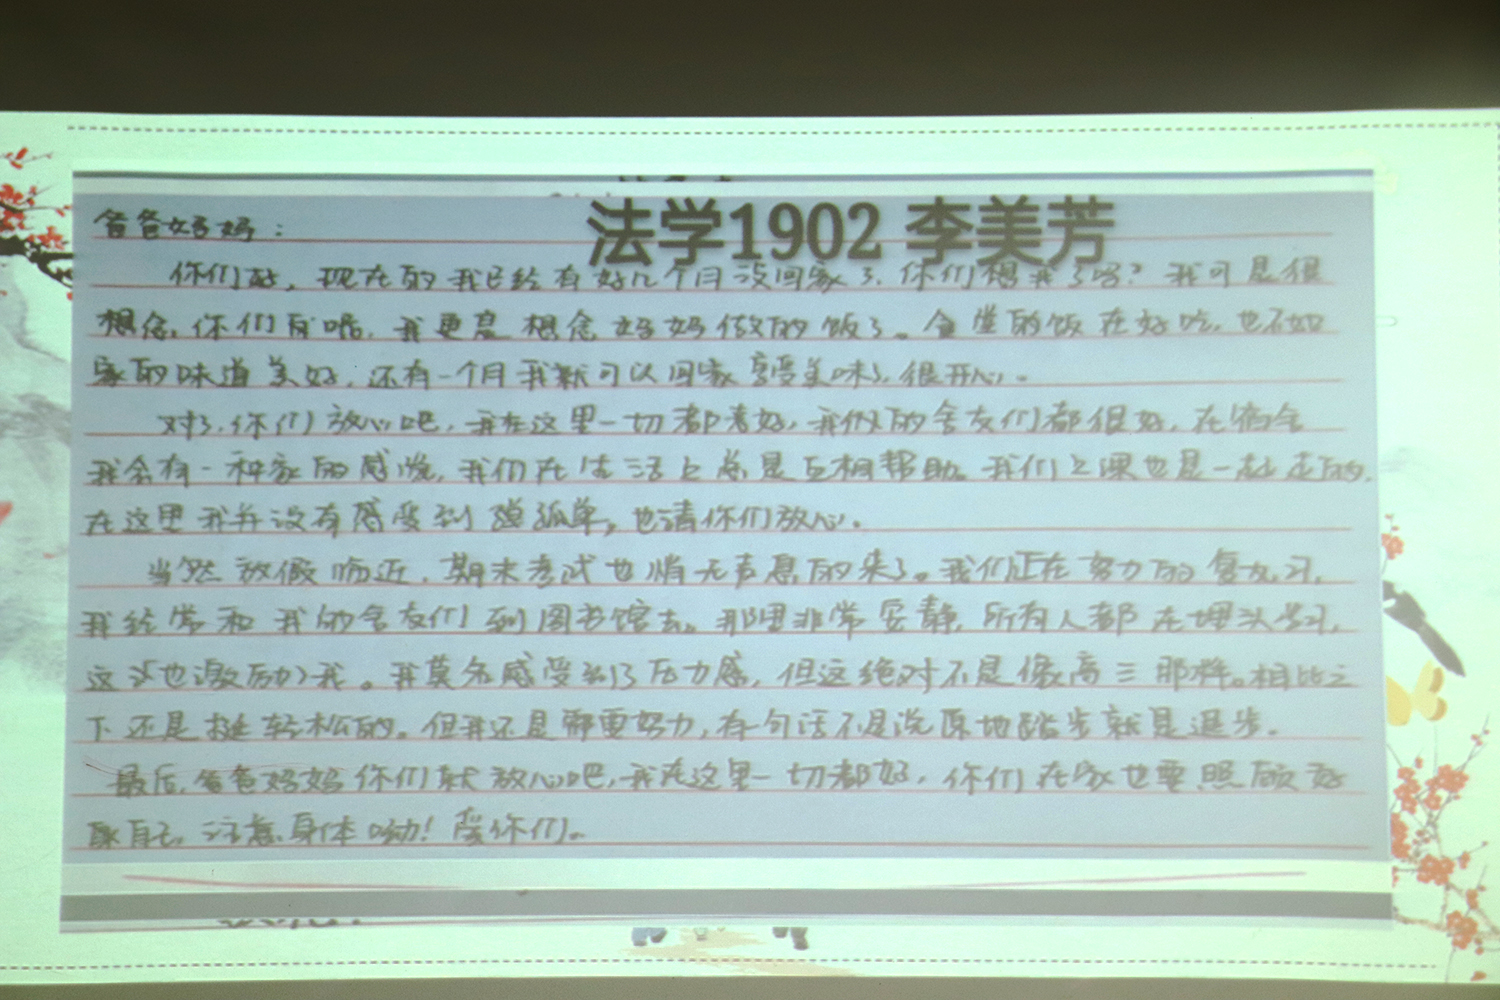 法学1902 李美芳
爸爸妈妈：
你们好，现在的我已经有好几个月没回家了，你们想我了吗？我可是很
想念你们的呢，我更是想念妈妈做的饭了。食堂的饭在好吃，也不如
家的味道美好，还有一个月我就可以回家享受美味了，很开心。
对了，你们放心吧，我在这里一切都着好，我的舍友们都很好，在宿舍
我会有一种家的感觉，我们在生活上总是互相帮助。我们上课也是一起走的，
在这里我并没有感受到孤单，也请你们放心。
当然放假临近，期末考试也悄无声息的来了。我们正在努力的复习，
我经常和我的舍友们到图书馆去。那里非常安静，所有人都在埋头学习，
这也激励了我。我莫名感受到了压力感，但这绝对不是像高三那样。相比之
下还是挺轻松的。但我还是需要努力，有句话不是说原地踏步就是退步。
最后，爸爸妈妈你们就放心吧，我在这里一切都好，你们在家也要照顾好
自己，注意身体呦！爱你们。